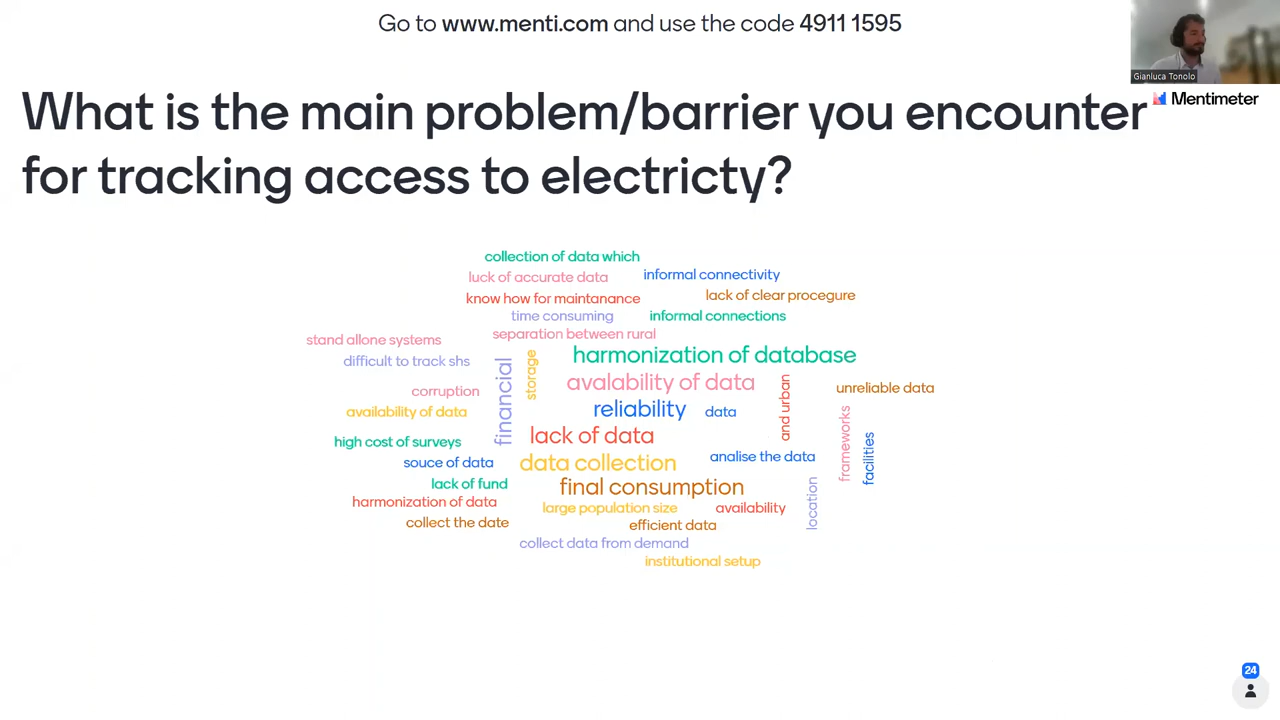 Go to www.menti.com and use the code 4911 1595
Gianluca Tonolo
Mentimeter
What is the main problem/barrier you encounter
for tracking access to electricty?
collection of data which
luck of accurate data
informal connectivity
know how for maintanance
lack of clear procegure
time consuming
informal connections
stand allone systems
separation between rural
difficult to track shs
harmonization of database
financial
storage
avalability of data
corruption
unreliable data
availability of data
reliability
data
and urban
frameworks
facilities
high cost of surveys
lack of data
souce of data
data collection
analise the data
lack of fund
final consumption
location
harmonization of data
large population size
availability
collect the date
efficient data
collect data from demand
institutional setup
24